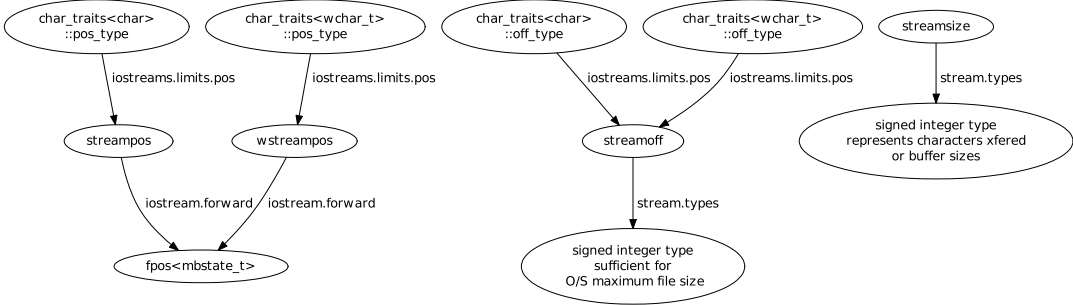 char_traits<char>
::pos_type
char_traits<wchar_t>
::pos_type
char_traits<char>
::off_type
char_traits<wchar_t>
::off_type
streamsize
iostreams.limits.pos
iostreams.limits.pos
iostreams.limits.pos
iostreams.limits.pos
stream.types
streampos
wstreampos
streamoff
signed integer type
represents characters xfered
or buffer sizes
iostream.forward
iostream.forward
stream.types
fpos<mbstate_t>
signed integer type
sufficient for
O/S maximum file size